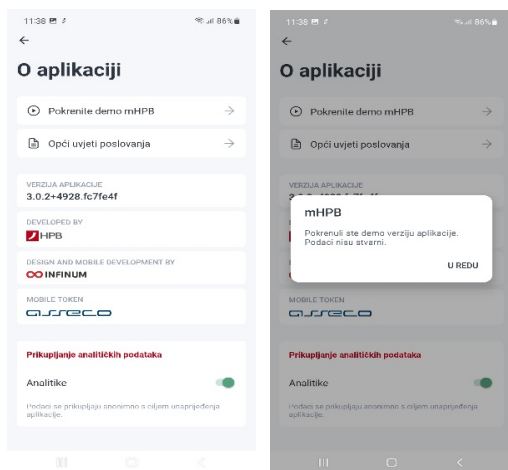 11:38
86%
O aplikaciji
Pokrenite demo mHPB
Opći uvjeti poslovanja
VERZIJA APLIKACIJE
3.0.2+4928.fc7fe4f
DEVELOPED BY
HPB
DESIGN AND MOBILE DEVELOPMENT BY
INFINUM
MOBILE TOKEN
asseco
Prikupljanje analitičkih podataka
Analitike
Podaci se prikupljaju anonimno s ciljem unaprjeđenja
aplikacije.
11:38
86%
O aplikaciji
Pokrenite demo mHPB
Opći uvjeti poslovanja
VERZIJA APLIKACIJE
mHPB
Pokrenuli ste demo verziju aplikacije.
Podaci nisu stvarni.
U REDU
MOBILE TOKEN
asseco
Prikupljanje analitičkih podataka
Analitike
Podaci se prikupljaju anonimno s ciljem unaprjeđenja
aplikacije.